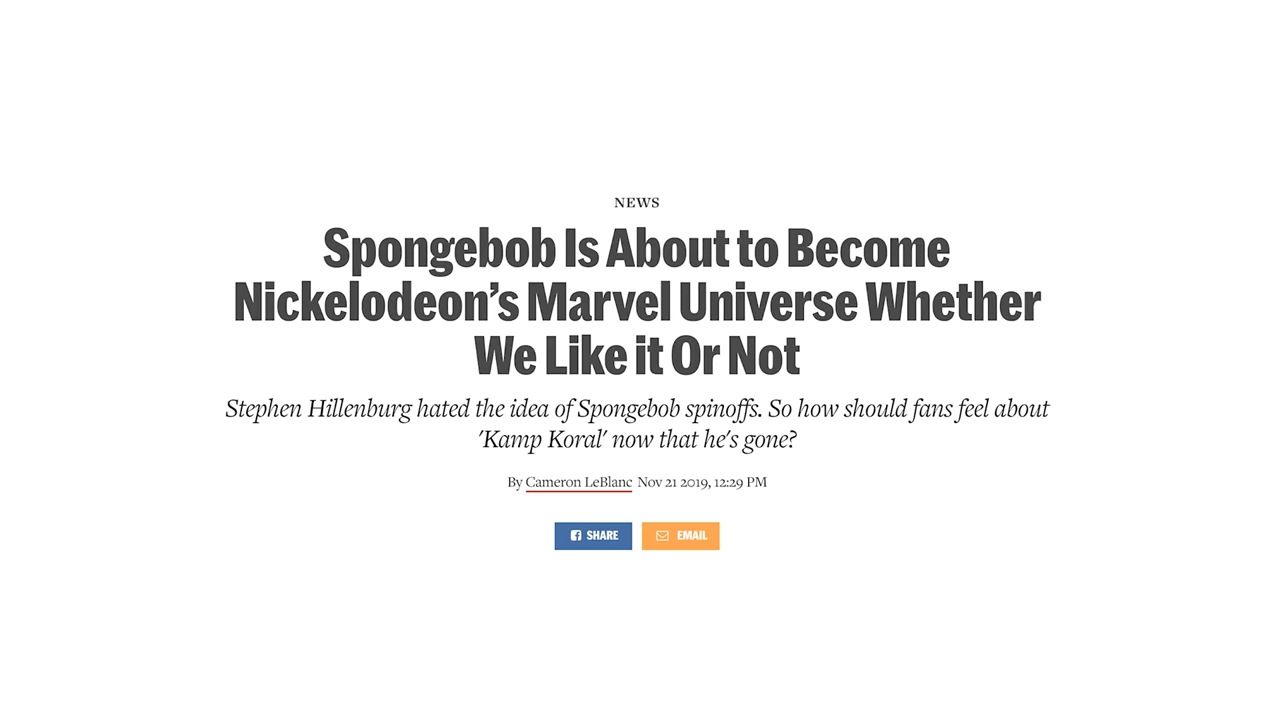 NEWS
Spongebob Is About to Become
Nickelodeon's Marvel Universe Whether
We Like it Or Not
Stephen Hillenburg hated the idea of Spongebob spinoffs. So how should fans feel about
'Kamp Koral' now that he's gone?
By Cameron LeBlanc Nov 21 2019, 12:29 PM
SHARE EMAIL